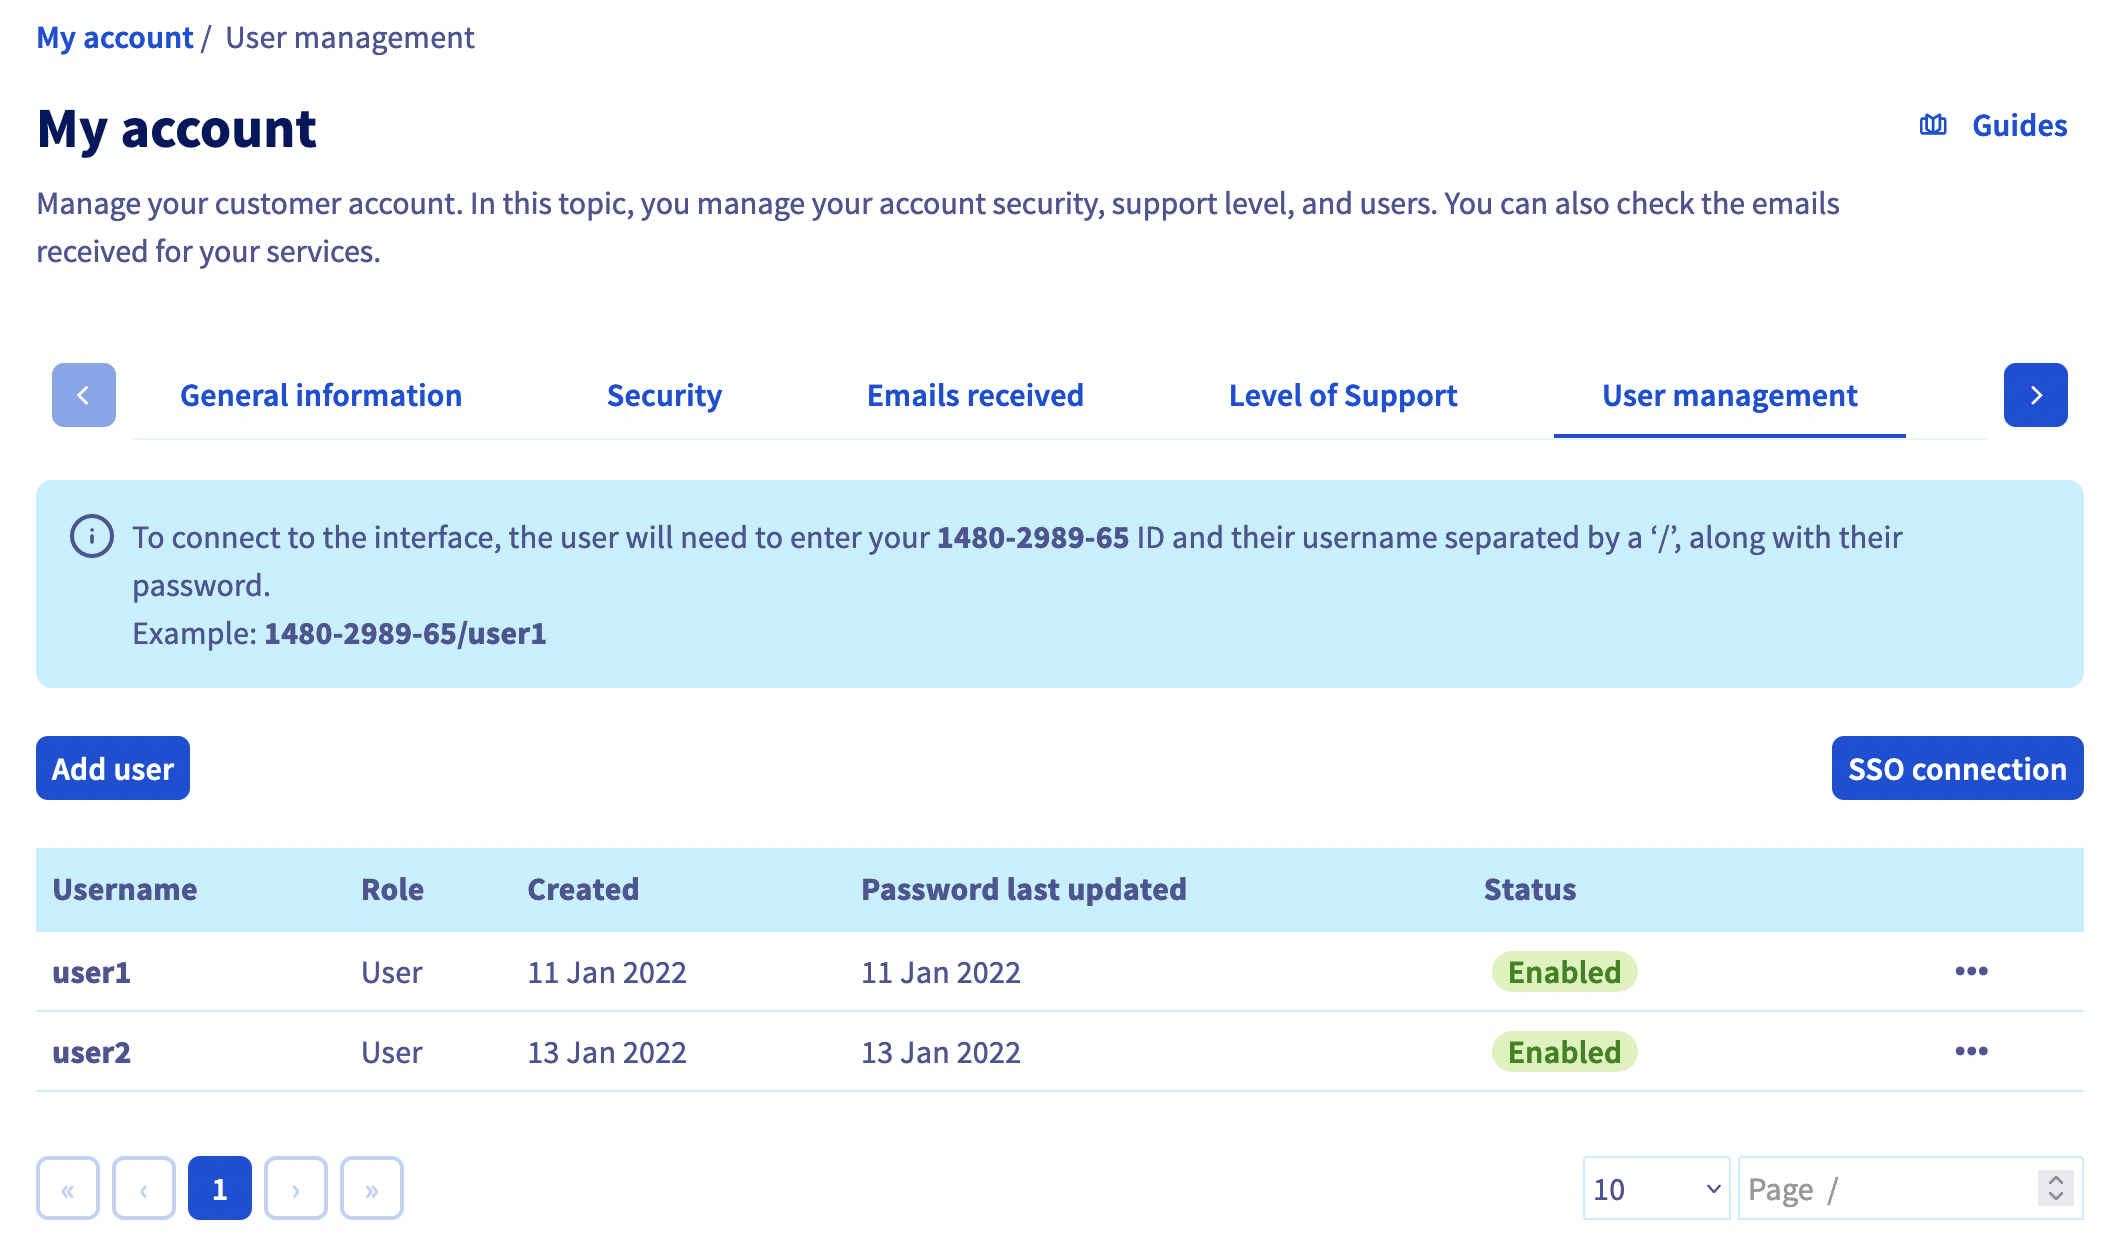 My account / User management
My account
Guides
Manage your customer account. In this topic, you manage your account security, support level, and users. You can also check the emails
received for your services.
General information Security Emails received Level of Support User management
To connect to the interface, the user will need to enter your 1480-2989-65 ID and their username separated by a ‘/’, along with their
password.
Example: 1480-2989-65/user1
Add user SSO connection
Username Role Created Password last updated Status
user1 User 11 Jan 2022 11 Jan 2022 Enabled •••
user2 User 13 Jan 2022 13 Jan 2022 Enabled •••
« ‹ 1 › » 10 Page /